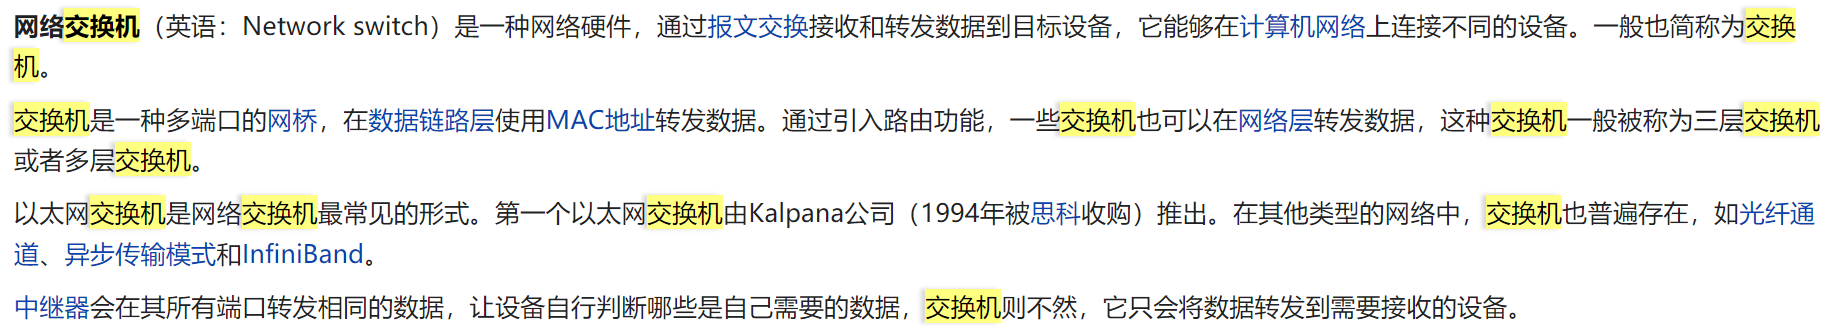 网络交换机（英语：Network switch）是一种网络硬件，通过报文交换接收和转发数据到目标设备，它能够在计算机网络上连接不同的设备。一般也简称为交换
机。
交换机是一种多端口的网桥，在数据链路层使用MAC地址转发数据。通过引入路由功能，一些交换机也可以在网络层转发数据，这种交换机一般被称为三层交换机
或者多层交换机。
以太网交换机是网络交换机最常见的形式。第一个以太网交换机由Kalpana公司（1994年被思科收购）推出。在其他类型的网络中，交换机也普遍存在，如光纤通
道、异步传输模式和InfiniBand。
中继器会在其所有端口转发相同的数据，让设备自行判断哪些是自己需要的数据，交换机则不然，它只会将数据转发到需要接收的设备。